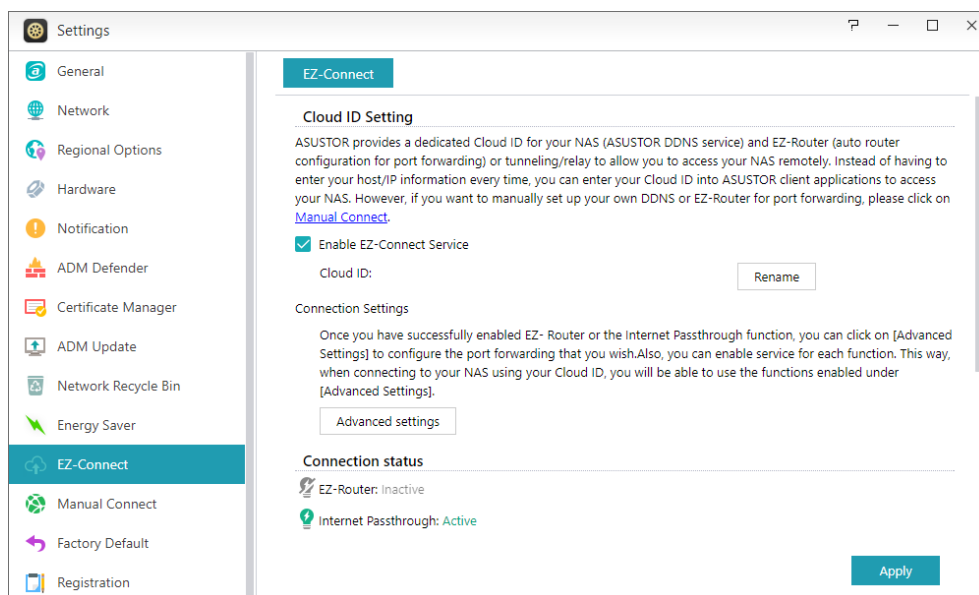 Settings
General
Network
Regional Options
Hardware
Notification
ADM Defender
Certificate Manager
ADM Update
Network Recycle Bin
Energy Saver
EZ-Connect
Manual Connect
Factory Default
Registration
EZ-Connect
Cloud ID Setting
ASUSTOR provides a dedicated Cloud ID for your NAS (ASUSTOR DDNS service) and EZ-Router (auto router
configuration for port forwarding) or tunneling/relay to allow you to access your NAS remotely. Instead of having to
enter your host/IP information every time, you can enter your Cloud ID into ASUSTOR client applications to access
your NAS. However, if you want to manually set up your own DDNS or EZ-Router for port forwarding, please click on
Manual Connect.
Enable EZ-Connect Service
Cloud ID:
Rename
Connection Settings
Once you have successfully enabled EZ- Router or the Internet Passthrough function, you can click on [Advanced
Settings] to configure the port forwarding that you wish.Also, you can enable service for each function. This way,
when connecting to your NAS using your Cloud ID, you will be able to use the functions enabled under
[Advanced Settings].
Advanced settings
Connection status
EZ-Router: Inactive
Internet Passthrough: Active
Apply